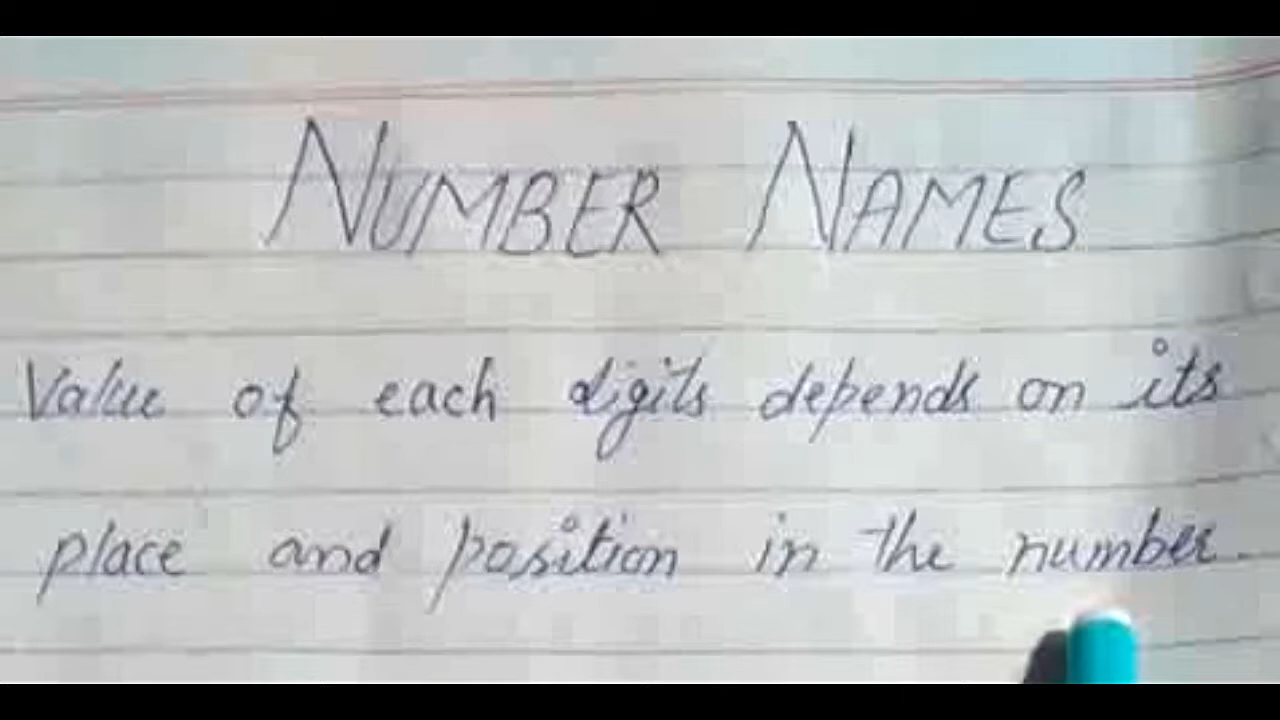 NUMBER NAMES
Value of each digits depends on its
place and position in the number.